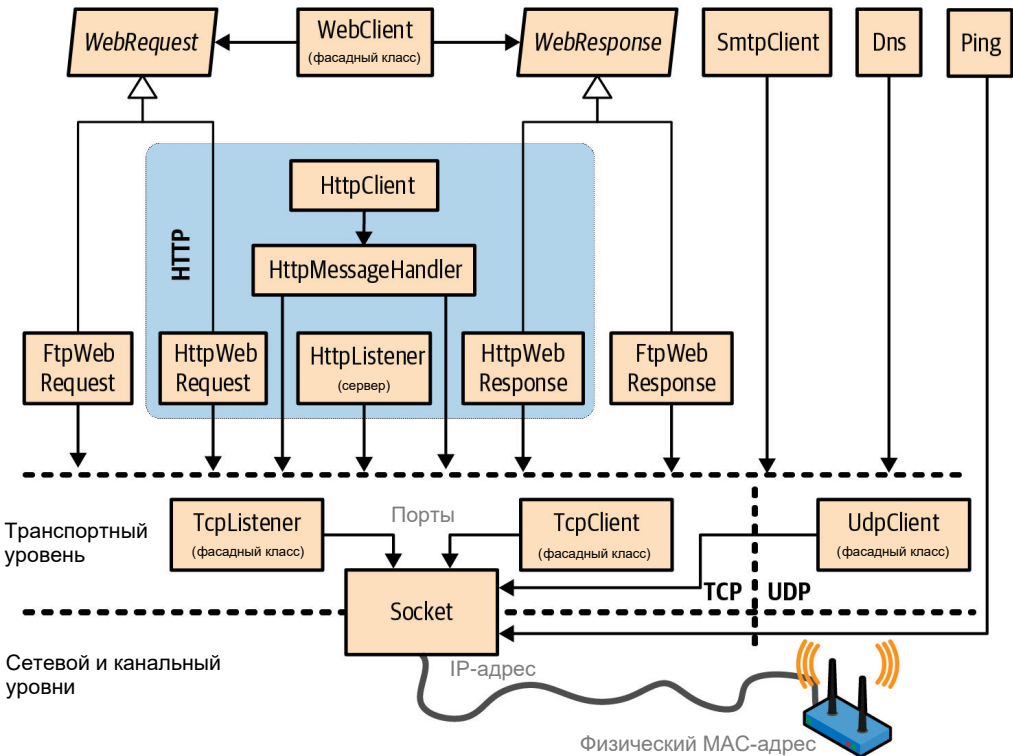 WebRequest
WebClient
(фасадный класс)
WebResponse
SmtpClient
Dns
Ping
HTTP
HttpClient
HttpMessageHandler
FtpWeb
Request
HttpWeb
Request
HttpListener
(сервер)
HttpWeb
Response
FtpWeb
Response
Транспортный
уровень
TcpListener
(фасадный класс)
Порты
TcpClient
(фасадный класс)
UdpClient
(фасадный класс)
Socket
TCP
UDP
Сетевой и канальный
уровни
IP-адрес
Физический MAC-адрес